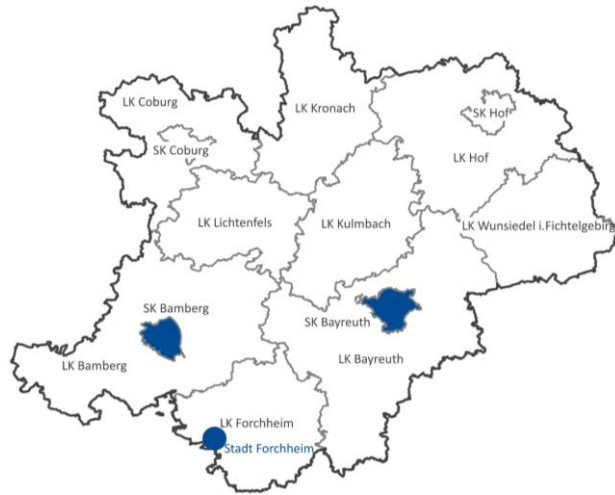 LK Coburg
LK Kronach
SK Hof
SK Coburg
LK Hof
LK Lichtenfels
LK Kulmbach
LK Wunsiedel i.Fichtelgebirg
SK Bamberg
SK Bayreuth
LK Bamberg
LK Bayreuth
LK Forchheim
Stadt Forchheim